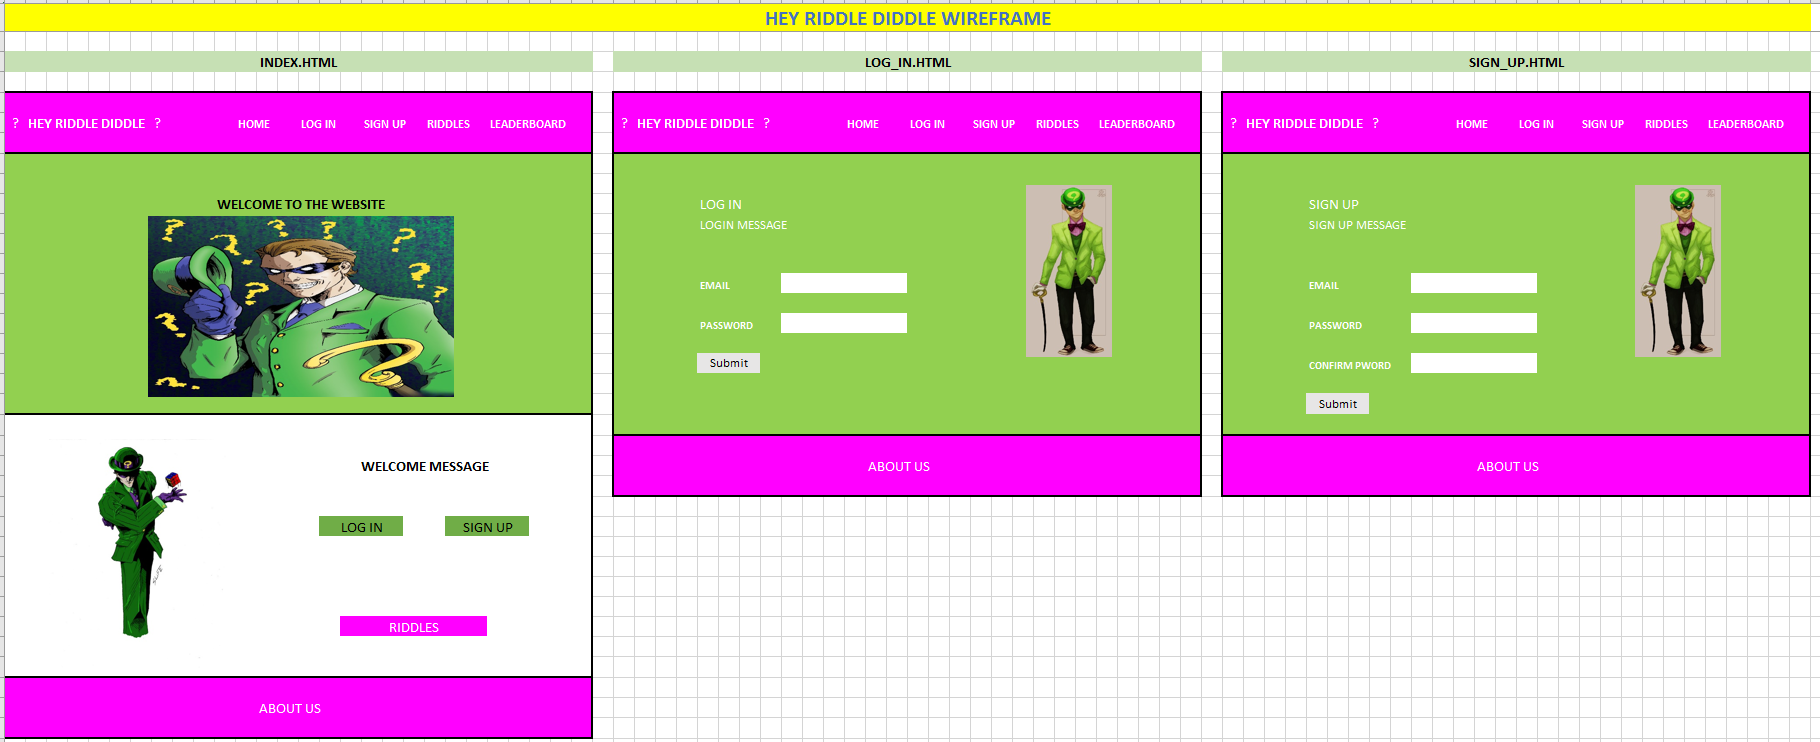 HEY RIDDLE DIDDLE WIREFRAME
INDEX.HTML
? HEY RIDDLE DIDDLE ? HOME LOG IN SIGN UP RIDDLES LEADERBOARD
WELCOME TO THE WEBSITE
WELCOME MESSAGE
LOG IN SIGN UP
RIDDLES
ABOUT US
LOG_IN.HTML
? HEY RIDDLE DIDDLE ? HOME LOG IN SIGN UP RIDDLES LEADERBOARD
LOG IN
LOGIN MESSAGE
EMAIL
PASSWORD
Submit
ABOUT US
SIGN_UP.HTML
? HEY RIDDLE DIDDLE ? HOME LOG IN SIGN UP RIDDLES LEADERBOARD
SIGN UP
SIGN UP MESSAGE
EMAIL
PASSWORD
CONFIRM PWORD
Submit
ABOUT US